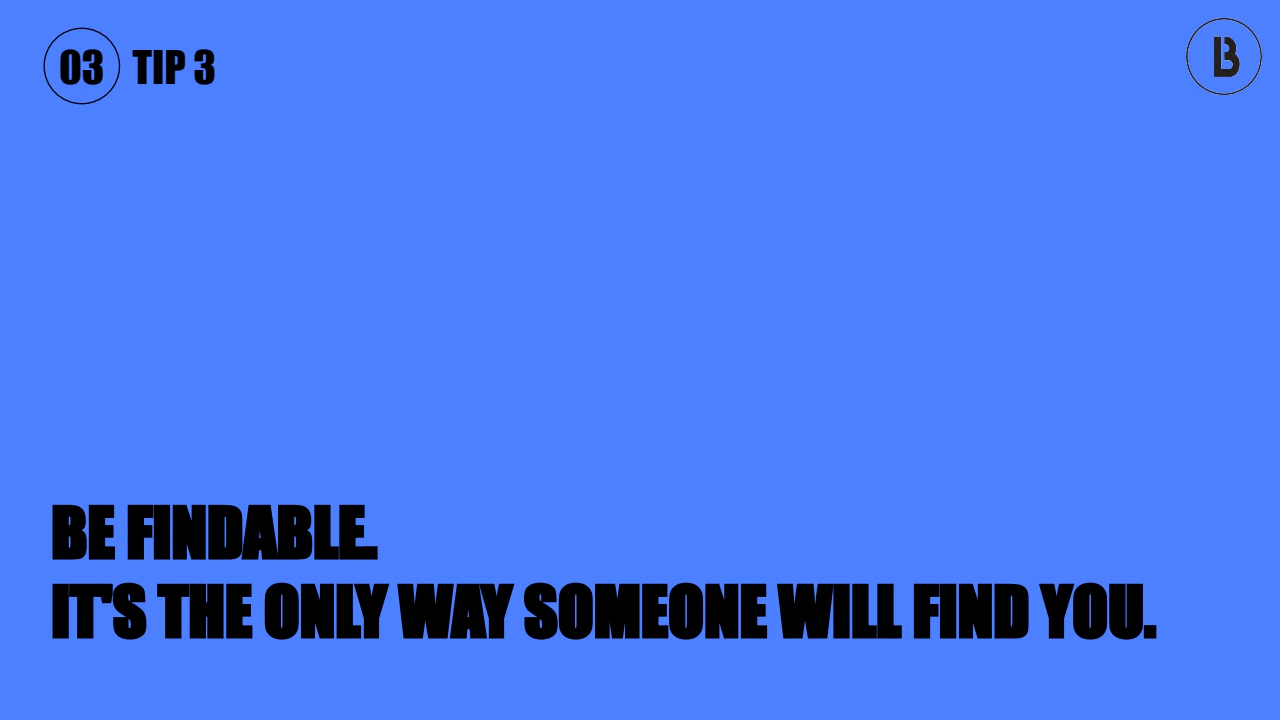 03 TIP 3
B
BE FINDABLE.
IT'S THE ONLY WAY SOMEONE WILL FIND YOU.